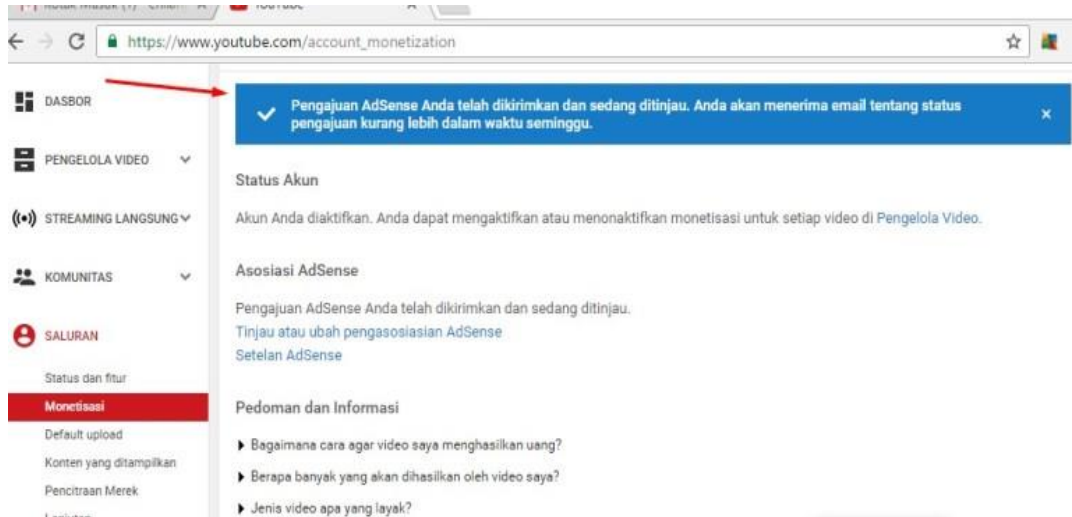 YouTube
https://www.youtube.com/account_monetization
DASBOR
PENGELOLA VIDEO
STREAMING LANGSUNG
KOMUNITAS
SALURAN
Status dan fitur
Monetisasi
Default upload
Konten yang ditampilkan
Pencitraan Merek
Pengajuan AdSense Anda telah dikirimkan dan sedang ditinjau. Anda akan menerima email tentang status
pengajuan kurang lebih dalam waktu seminggu.
Status Akun
Akun Anda diaktifkan. Anda dapat mengaktifkan atau menonaktifkan monetisasi untuk setiap video di Pengelola Video.
Asosiasi AdSense
Pengajuan AdSense Anda telah dikirimkan dan sedang ditinjau.
Tinjau atau ubah pengasosiasian AdSense
Setelan AdSense
Pedoman dan Informasi
Bagaimana cara agar video saya menghasilkan uang?
Berapa banyak yang akan dihasilkan oleh video saya?
Jenis video apa yang layak?